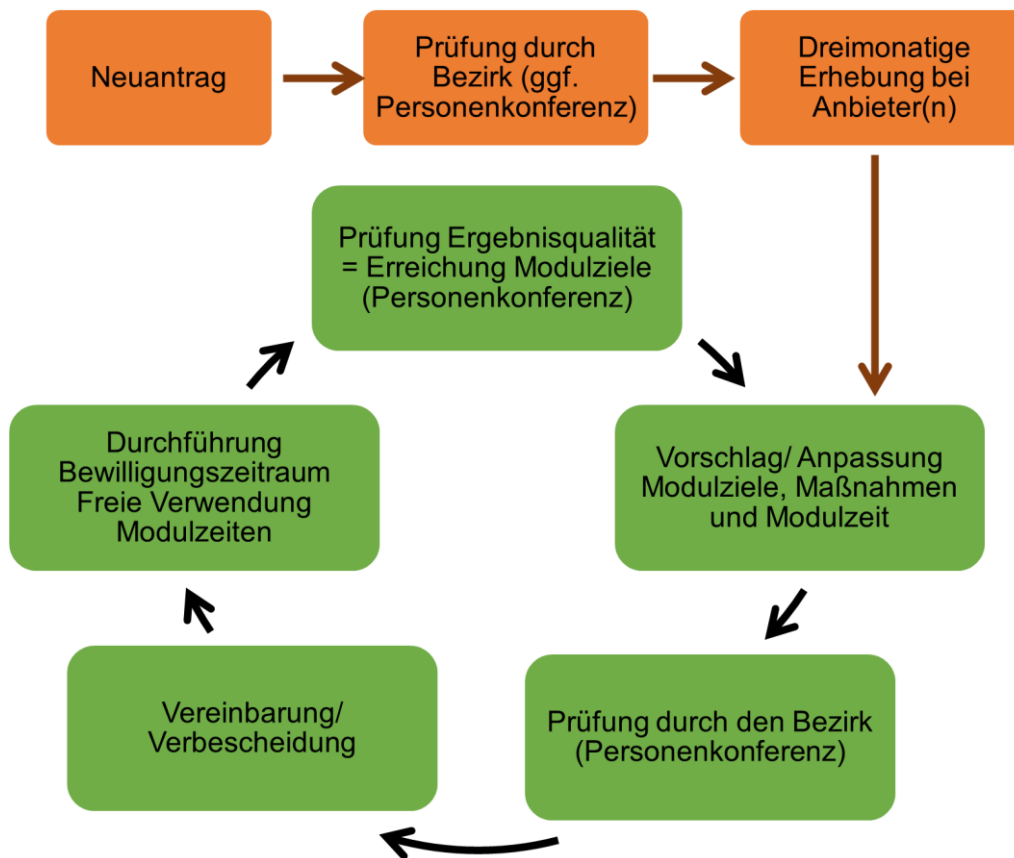 Neuantrag
Prüfung durch
Bezirk (ggf.
Personenkonferenz)
Dreimonatige
Erhebung bei
Anbieter(n)
Prüfung Ergebnisqualität
= Erreichung Modulziele
(Personenkonferenz)
Vorschlag/ Anpassung
Modulziele, Maßnahmen
und Modulzeit
Prüfung durch den Bezirk
(Personenkonferenz)
Vereinbarung/
Verbescheidung
Durchführung
Bewilligungszeitraum
Freie Verwendung
Modulzeiten